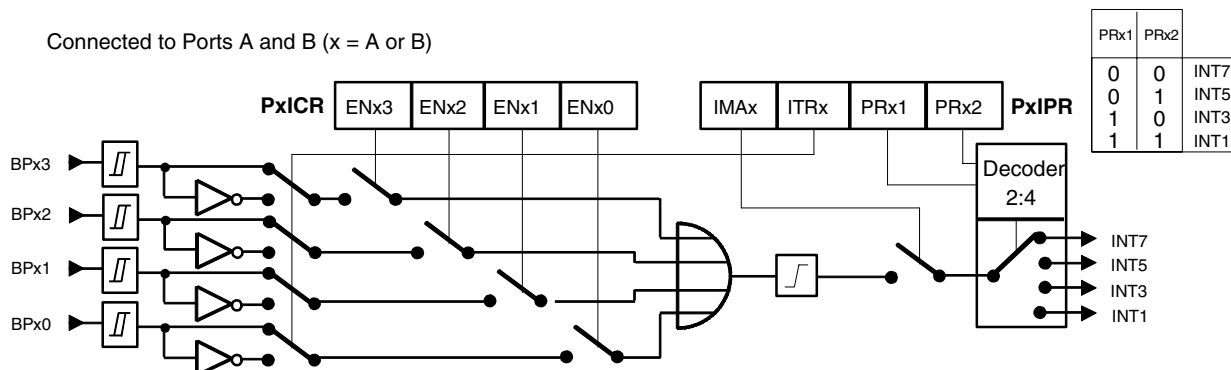 Connected to Ports A and B (x = A or B)
PRx1 PRx2
0 0 INT7
0 1 INT5
1 0 INT3
1 1 INT1
PxICR ENx3 ENx2 ENx1 ENx0
IMAx ITRx PRx1 PRx2 PxIPR
BPx3
BPx2
BPx1
BPx0
Decoder
2:4
INT7
INT5
INT3
INT1